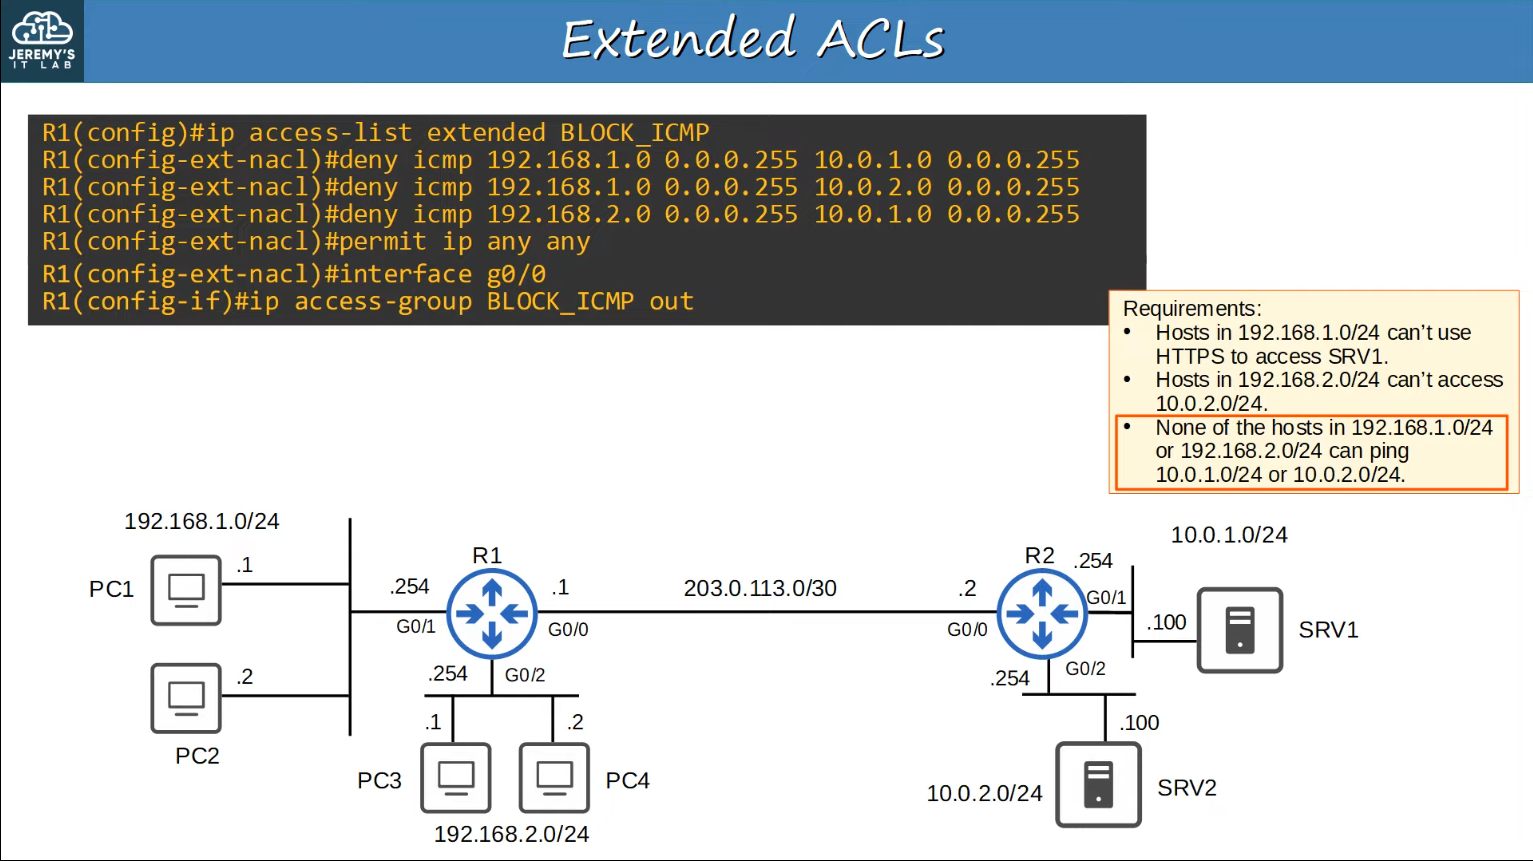 JEREMY'S
IT LAB
Extended ACLs
R1(config)#ip access-list extended BLOCK_ICMP
R1(config-ext-nacl)#deny icmp 192.168.1.0 0.0.0.255 10.0.1.0 0.0.0.255
R1(config-ext-nacl)#deny icmp 192.168.1.0 0.0.0.255 10.0.2.0 0.0.0.255
R1(config-ext-nacl)#deny icmp 192.168.2.0 0.0.0.255 10.0.1.0 0.0.0.255
R1(config-ext-nacl)#permit ip any any
R1(config-ext-nacl)#interface g0/0
R1(config-if)#ip access-group BLOCK_ICMP out
Requirements:
• Hosts in 192.168.1.0/24 can't use
HTTPS to access SRV1.
• Hosts in 192.168.2.0/24 can't access
10.0.2.0/24.
• None of the hosts in 192.168.1.0/24
or 192.168.2.0/24 can ping
10.0.1.0/24 or 10.0.2.0/24.
192.168.1.0/24
PC1
.1
.2
PC2
.254
G0/1
R1
.1
G0/0
.254
G0/2
.1
.2
PC3
PC4
192.168.2.0/24
203.0.113.0/30
.2
G0/0
R2
.254
G0/1
10.0.1.0/24
.100
SRV1
.254
G0/2
.100
10.0.2.0/24
SRV2